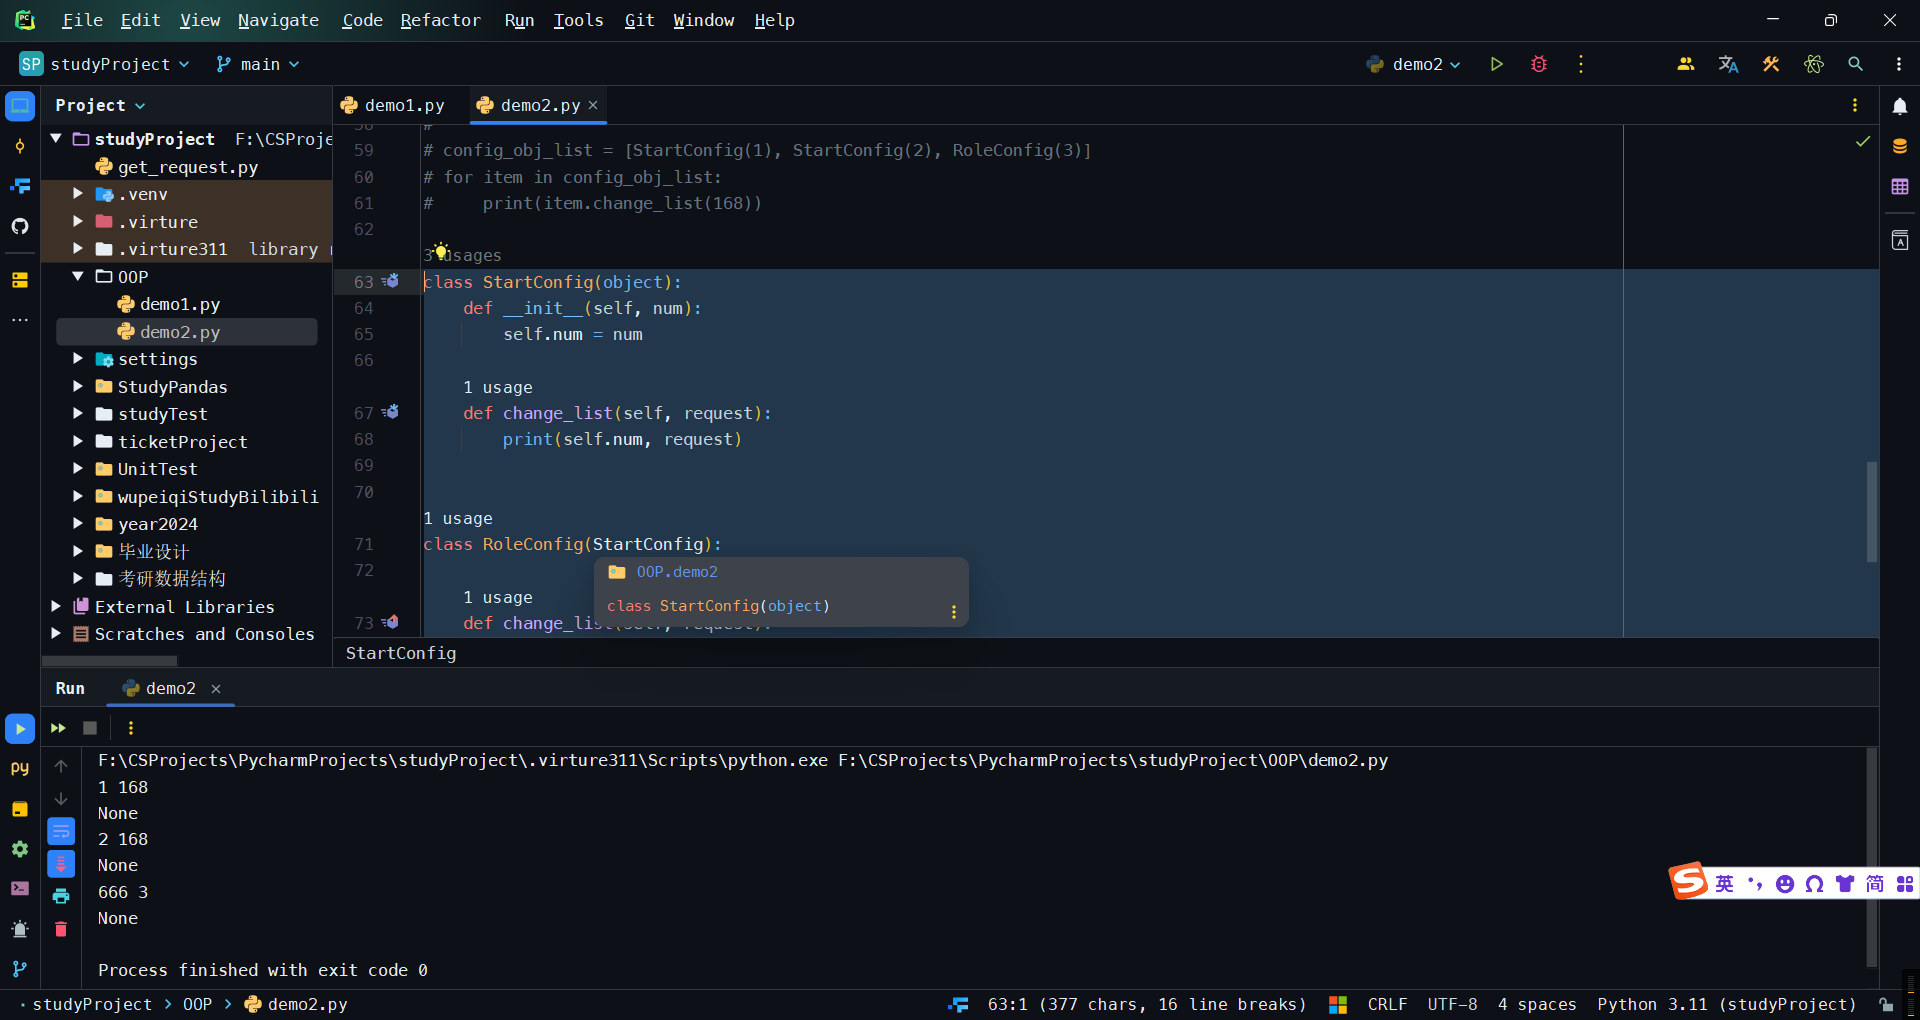 File Edit View Navigate Code Refactor Run Tools Git Window Help
SP studyProject main demo2
Project
studyProject F:\CSProje
get_request.py
.venv
.virture
.virture311 library
OOP
demo1.py
demo2.py
settings
StudyPandas
studyTest
ticketProject
UnitTest
wupeiqiStudyBilibili
year2024
毕业设计
考研数据结构
External Libraries
Scratches and Consoles
demo1.py demo2.py
59 # config_obj_list = [StartConfig(1), StartConfig(2), RoleConfig(3)]
60 # for item in config_obj_list:
61 #     print(item.change_list(168))
62
3 usages
63 class StartConfig(object):
64     def __init__(self, num):
65         self.num = num
66
1 usage
67     def change_list(self, request):
68         print(self.num, request)
69
70
1 usage
71 class RoleConfig(StartConfig):
72
1 usage
73     def change_lis
OOP.demo2
class StartConfig(object)
StartConfig
Run demo2
F:\CSProjects\PycharmProjects\studyProject\.virture311\Scripts\python.exe F:\CSProjects\PycharmProjects\studyProject\OOP\demo2.py
1 168
None
2 168
None
666 3
None
Process finished with exit code 0
英 简
studyProject > OOP > demo2.py 63:1 (377 chars, 16 line breaks) CRLF UTF-8 4 spaces Python 3.11 (studyProject)